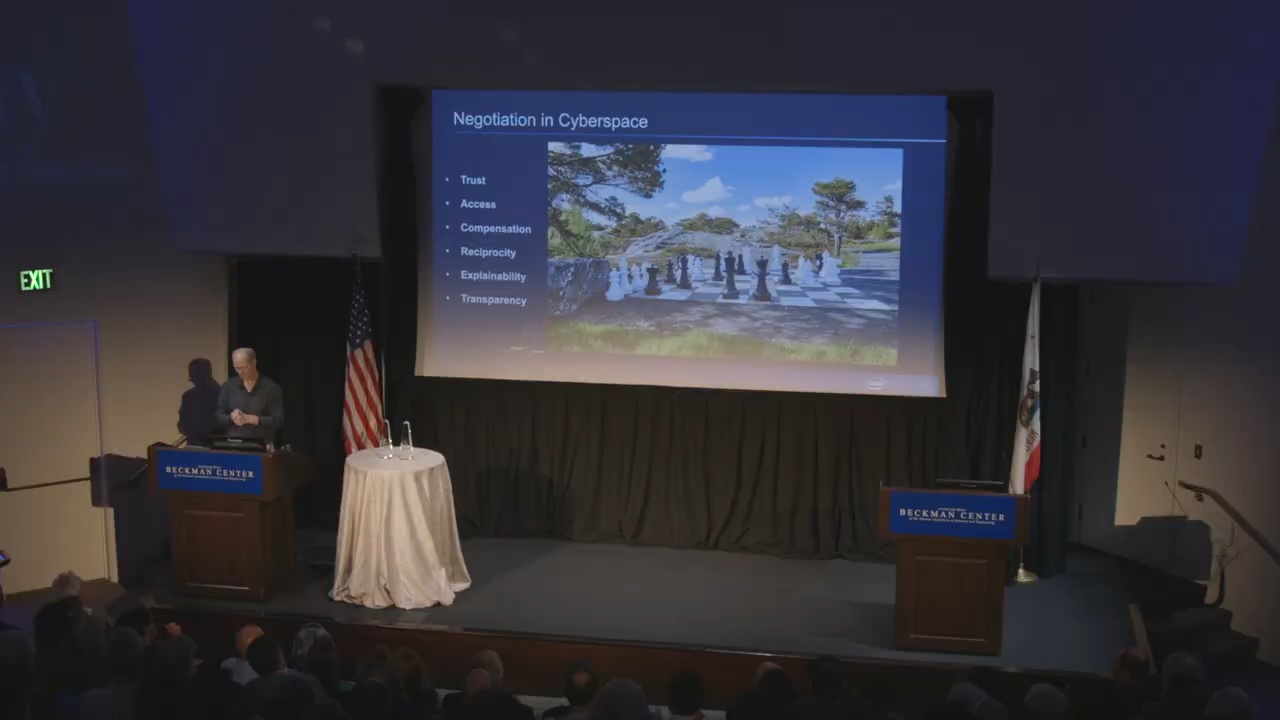 Negotiation in Cyberspace
• Trust
• Access
• Compensation
• Reciprocity
• Explainability
• Transparency
EXIT
BECKMAN CENTER
BECKMAN CENTER